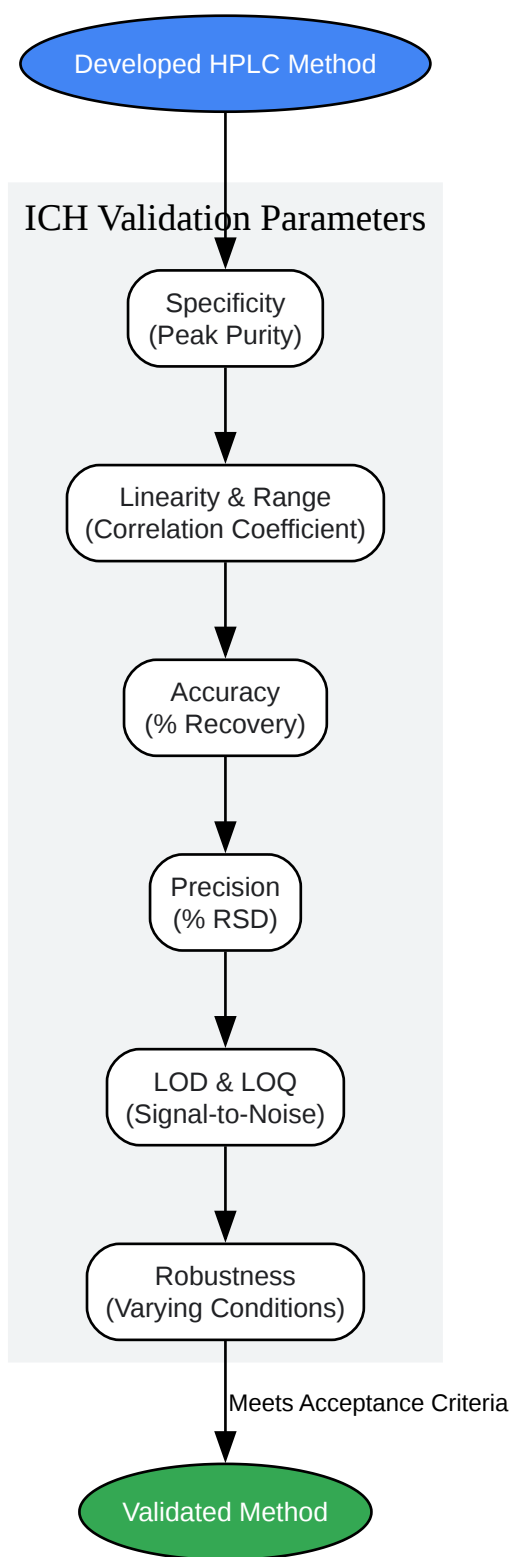 Developed HPLC Method
ICH Validation Parameters
Specificity
(Peak Purity)
Linearity & Range
(Correlation Coefficient)
Accuracy
(% Recovery)
Precision
(% RSD)
LOD & LOQ
(Signal-to-Noise)
Robustness
(Varying Conditions)
Meets Acceptance Criteria
Validated Method